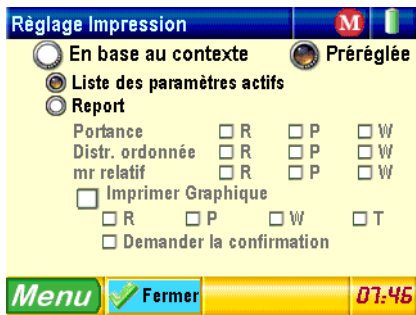 Règlage Impression M
En base au contexte Préréglée
Liste des paramètres actifs
Report
Portance R P W
Distr. ordonnée R P W
mr relatif R P W
Imprimer Graphique
R P W T
Demander la confirmation
Menu Fermer 07:46